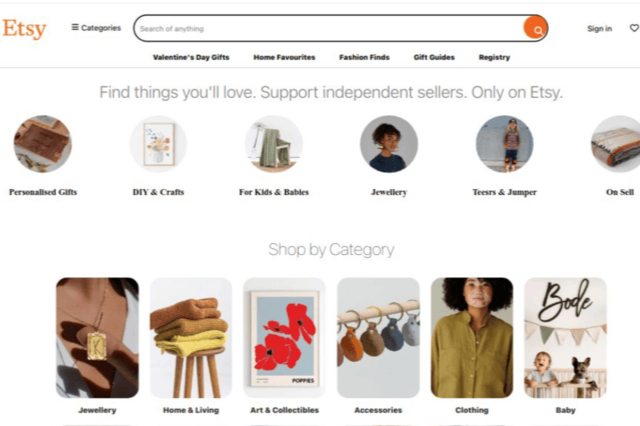 Etsy
Categories
Search of anything
Sign in
Valentine's Day Gifts Home Favourites Fashion Finds Gift Guides Registry
Find things you'll love. Support independent sellers. Only on Etsy.
Personalised Gifts DIY & Crafts For Kids & Babies Jewellery Teesrs & Jumper On Sell
Shop by Category
POPPIES
Bode
Jewellery Home & Living Art & Collectibles Accessories Clothing Baby